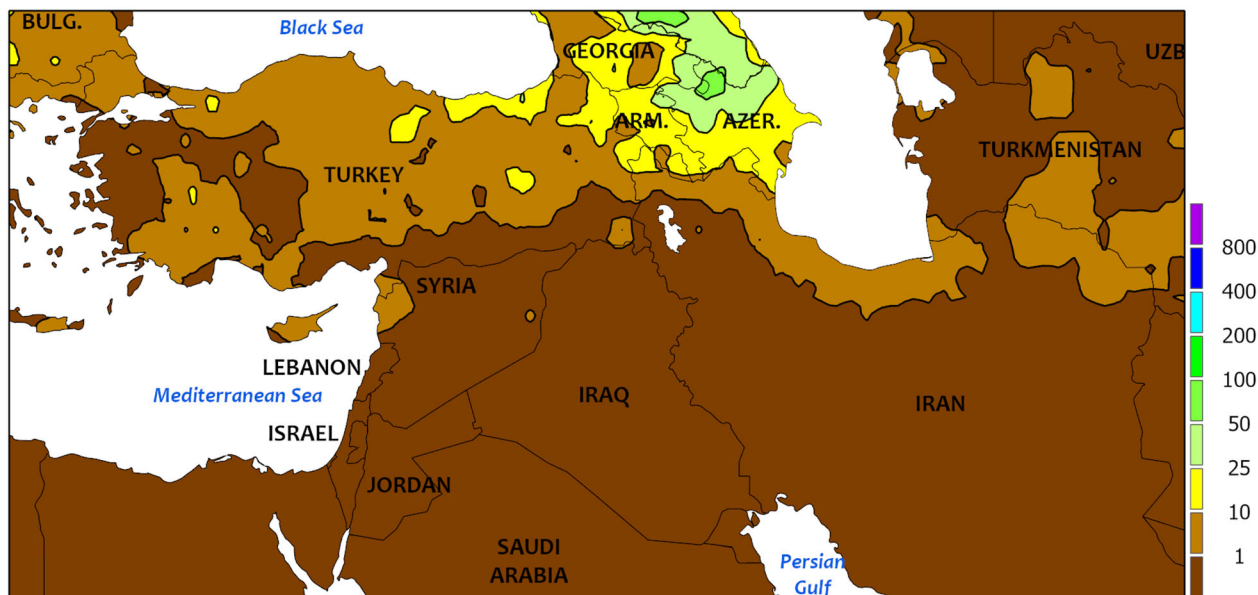 BULG.
Black Sea
GEORGIA
UZB
ARM.
AZER.
TURKMENISTAN
TURKEY
SYRIA
LEBANON
Mediterranean Sea
IRAQ
IRAN
ISRAEL
JORDAN
SAUDI
ARABIA
Persian
Gulf
800
400
200
100
50
25
10
1